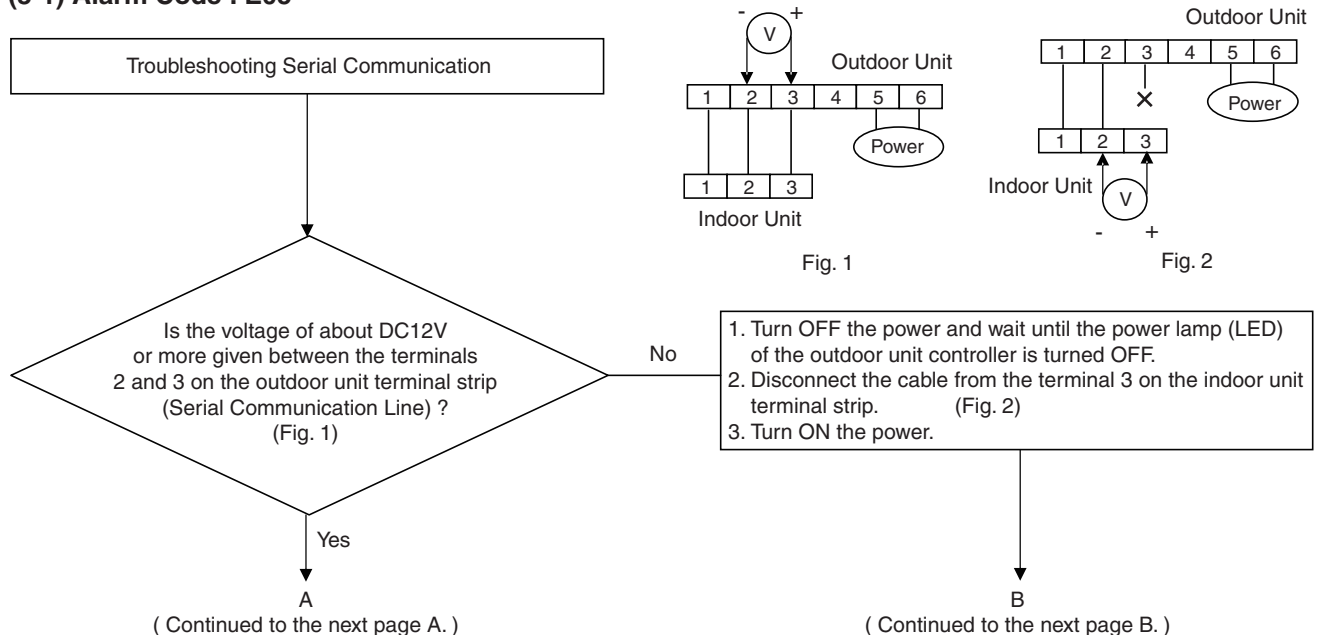 Troubleshooting Serial Communication
- +
V
Outdoor Unit
1 2 3 4 5 6
Power
1 2 3
Indoor Unit
Fig. 1
Outdoor Unit
1 2 3 4 5 6
Power
1 2 3
Indoor Unit
V
- +
Fig. 2
Is the voltage of about DC12V
or more given between the terminals
2 and 3 on the outdoor unit terminal strip
(Serial Communication Line) ?
(Fig. 1)
No
1. Turn OFF the power and wait until the power lamp (LED)
of the outdoor unit controller is turned OFF.
2. Disconnect the cable from the terminal 3 on the indoor unit
terminal strip. (Fig. 2)
3. Turn ON the power.
Yes
A
( Continued to the next page A. )
B
( Continued to the next page B. )